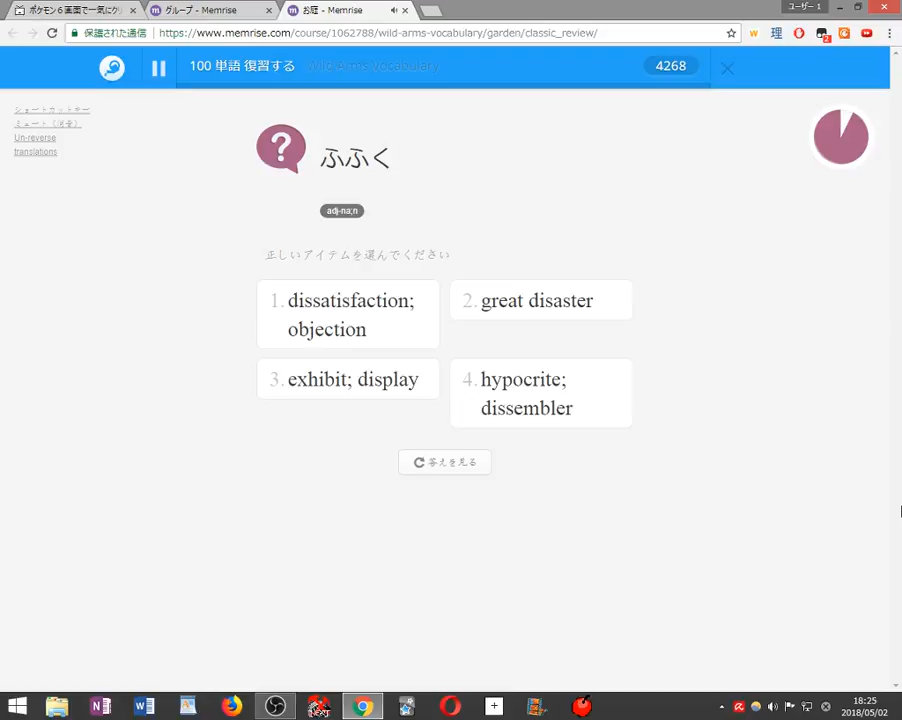 ポケモン６画面で一気にクリ
グループ - Memrise
お莚 - Memrise
ユーザー 1
保護された通信
https://www.memrise.com/course/1062788/wild-arms-vocabulary/garden/classic_review/
100 単語 復習する
Wild Arms Vocabulary
4268
ショートカットキー
ミュート（消音）
Un-reverse
translations
?
ふふく
adj-na;n
正しいアイテムを選んでください
1. dissatisfaction;
objection
2. great disaster
3. exhibit; display
4. hypocrite;
dissembler
答えを見る
18:25
2018/05/02